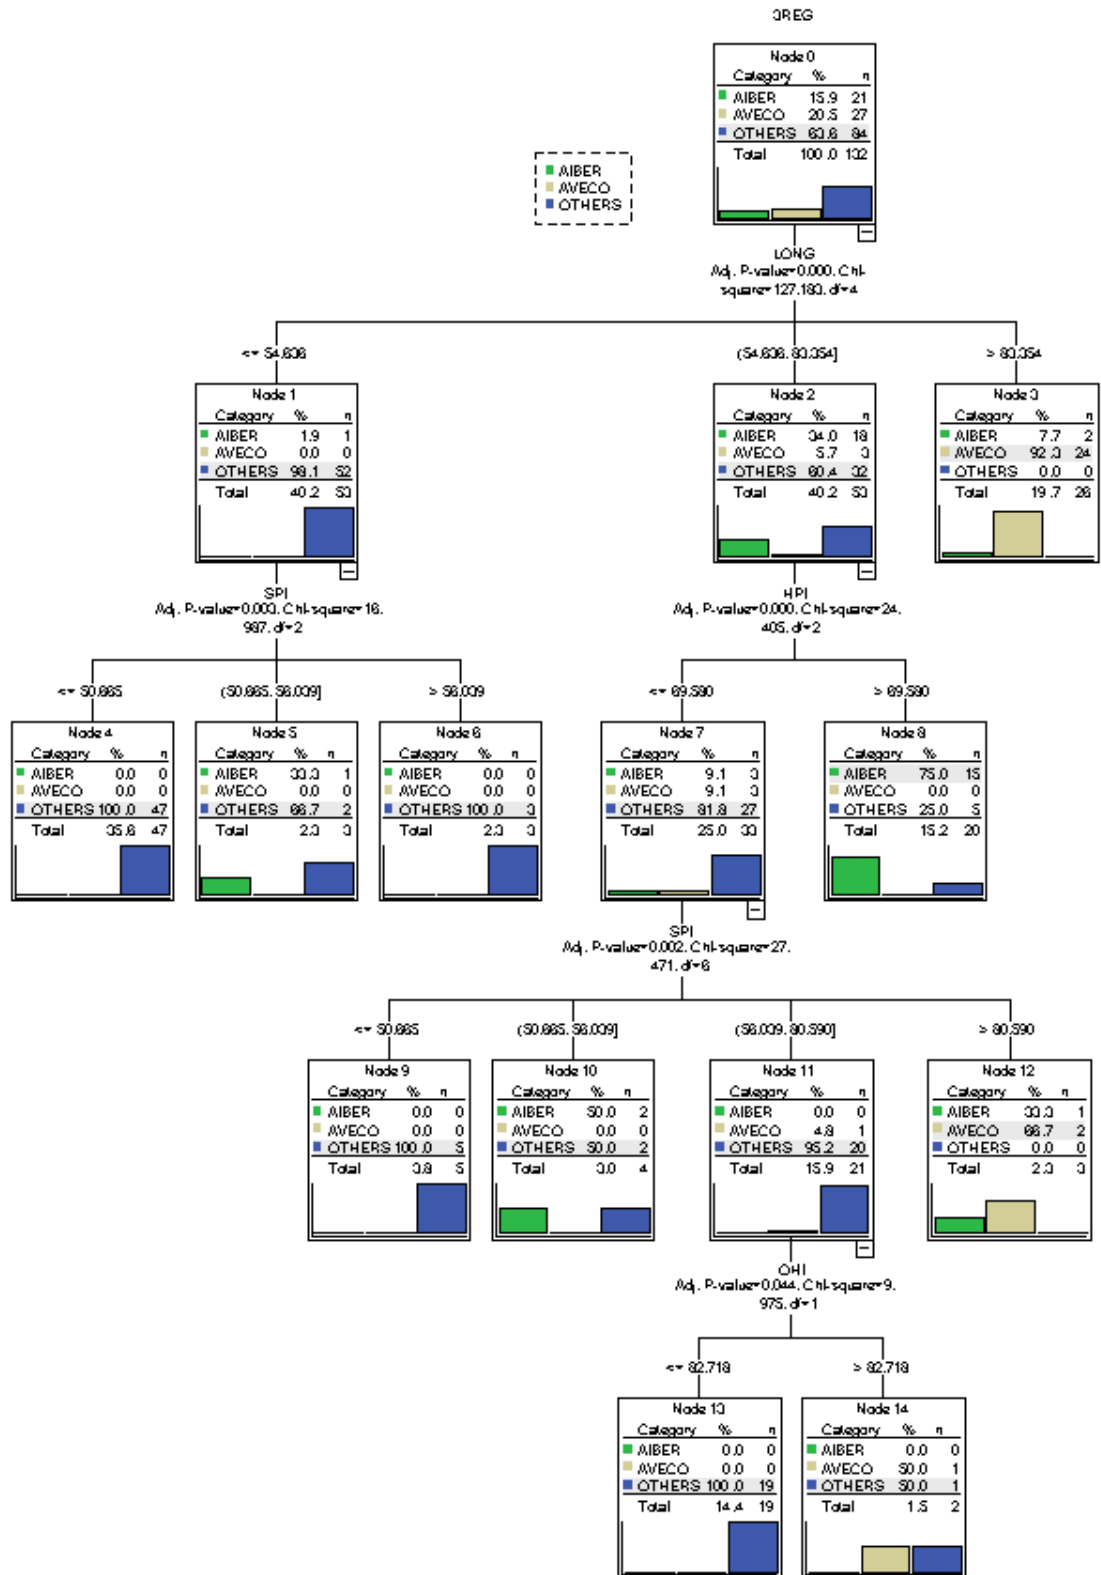 3REG
Node 0
Category % n
AIBER 15.9 21
AVECO 20.5 27
OTHERS 63.6 84
Total 100.0 132
AIBER
AVECO
OTHERS
LONG
Adj. P-value=0.000, Chi-
square=127.183, df=4
<= 54.636
(54.636, 83.354]
> 83.354
Node 1
Category % n
AIBER 1.9 1
AVECO 0.0 0
OTHERS 98.1 52
Total 40.2 53
Node 2
Category % n
AIBER 34.0 18
AVECO 5.7 3
OTHERS 60.4 32
Total 40.2 53
Node 3
Category % n
AIBER 7.7 2
AVECO 92.3 24
OTHERS 0.0 0
Total 19.7 26
SPI
Adj. P-value=0.003, Chi-square=16.
987, df=2
HPI
Adj. P-value=0.000, Chi-square=24.
405, df=2
<= 50.665
(50.665, 56.039]
> 56.039
<= 69.580
> 69.580
Node 4
Category % n
AIBER 0.0 0
AVECO 0.0 0
OTHERS 100.0 47
Total 35.6 47
Node 5
Category % n
AIBER 33.3 1
AVECO 0.0 0
OTHERS 66.7 2
Total 2.3 3
Node 6
Category % n
AIBER 0.0 0
AVECO 0.0 0
OTHERS 100.0 3
Total 2.3 3
Node 7
Category % n
AIBER 9.1 3
AVECO 9.1 3
OTHERS 81.8 27
Total 25.0 33
Node 8
Category % n
AIBER 75.0 15
AVECO 0.0 0
OTHERS 25.0 5
Total 15.2 20
SPI
Adj. P-value=0.002, Chi-square=27.
471, df=6
<= 50.665
(50.665, 56.039]
(56.039, 80.590]
> 80.590
Node 9
Category % n
AIBER 0.0 0
AVECO 0.0 0
OTHERS 100.0 5
Total 3.8 5
Node 10
Category % n
AIBER 50.0 2
AVECO 0.0 0
OTHERS 50.0 2
Total 3.0 4
Node 11
Category % n
AIBER 0.0 0
AVECO 4.8 1
OTHERS 95.2 20
Total 15.9 21
Node 12
Category % n
AIBER 33.3 1
AVECO 66.7 2
OTHERS 0.0 0
Total 2.3 3
OHI
Adj. P-value=0.044, Chi-square=9.
975, df=1
<= 82.718
> 82.718
Node 13
Category % n
AIBER 0.0 0
AVECO 0.0 0
OTHERS 100.0 19
Total 14.4 19
Node 14
Category % n
AIBER 0.0 0
AVECO 50.0 1
OTHERS 50.0 1
Total 1.5 2